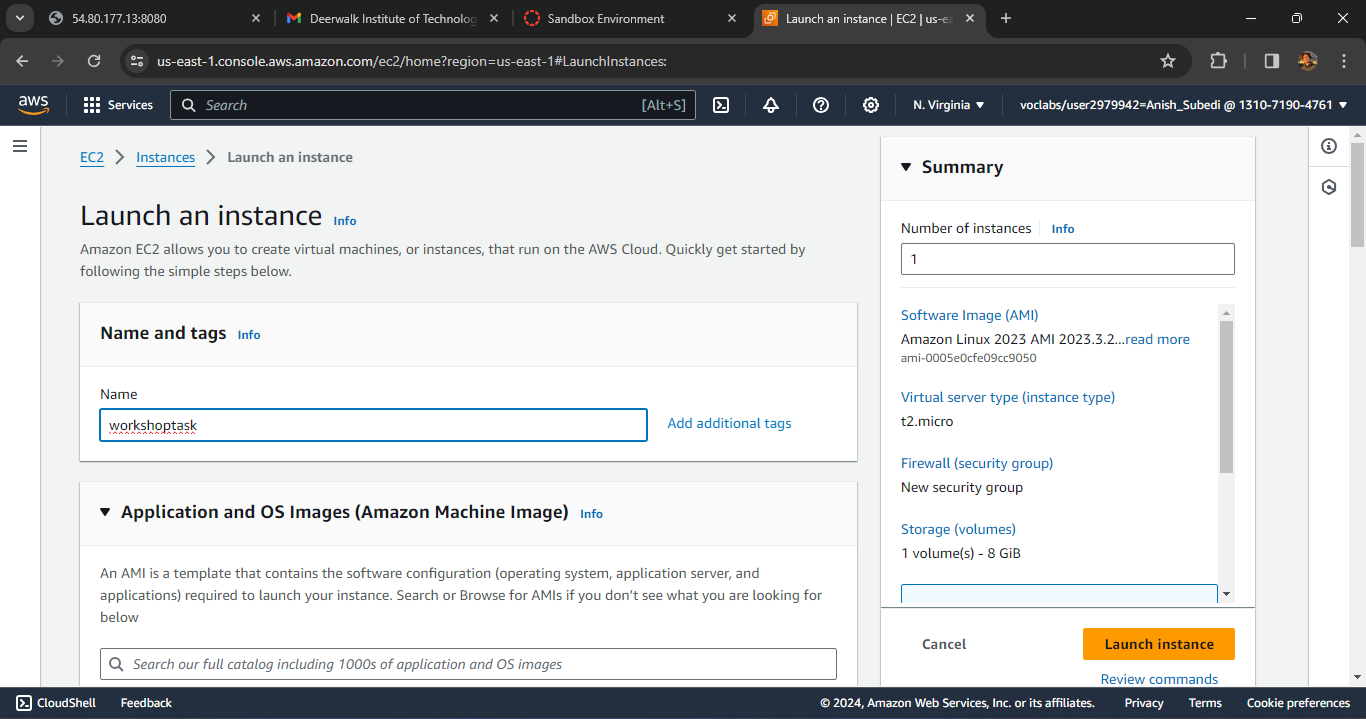 54.80.177.13:8080
Deerwalk Institute of Technolog
Sandbox Environment
Launch an instance | EC2 | us-ea
us-east-1.console.aws.amazon.com/ec2/home?region=us-east-1#LaunchInstances:
aws
Services
Search
[Alt+S]
N. Virginia
voclabs/user2979942=Anish_Subedi @ 1310-7190-4761
EC2
Instances
Launch an instance
Launch an instance
Info
Amazon EC2 allows you to create virtual machines, or instances, that run on the AWS Cloud. Quickly get started by
following the simple steps below.
Name and tags
Info
Name
workshoptask
Add additional tags
Application and OS Images (Amazon Machine Image)
Info
An AMI is a template that contains the software configuration (operating system, application server, and
applications) required to launch your instance. Search or Browse for AMIs if you don't see what you are looking for
below
Search our full catalog including 1000s of application and OS images
Summary
Number of instances
Info
1
Software Image (AMI)
Amazon Linux 2023 AMI 2023.3.2...read more
ami-0005e0cfe09cc9050
Virtual server type (instance type)
t2.micro
Firewall (security group)
New security group
Storage (volumes)
1 volume(s) - 8 GiB
Cancel
Launch instance
Review commands
CloudShell
Feedback
© 2024, Amazon Web Services, Inc. or its affiliates.
Privacy
Terms
Cookie preferences